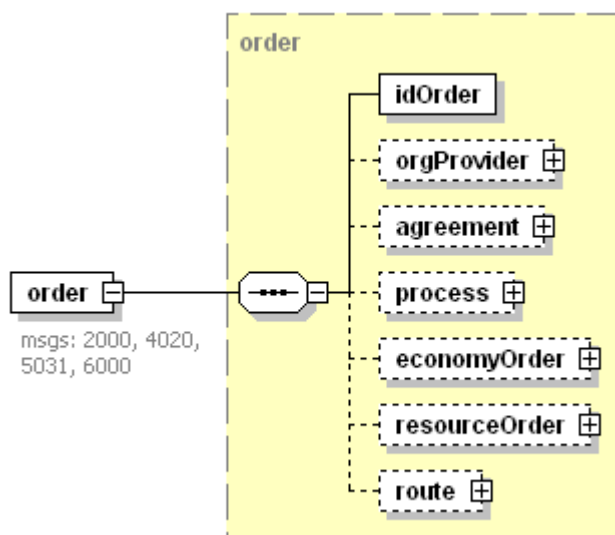 order
idOrder
orgProvider
agreement
order
process
msgs: 2000, 4020,
5031, 6000
economyOrder
resourceOrder
route